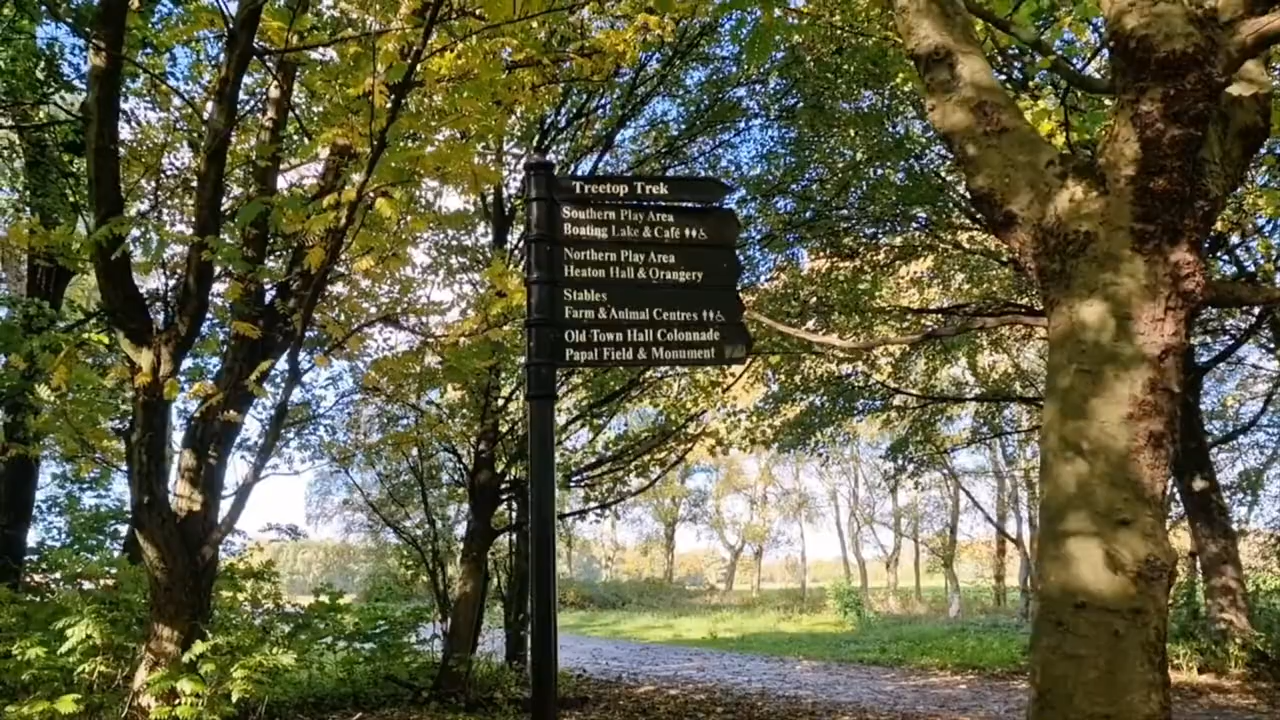 Treetop Trek
Southern Play Area
Boating Lake & Café
Northern Play Area
Heaton Hall & Orangery
Stables
Farm & Animal Centres
Old Town Hall Colonnade
Papal Field & Monument